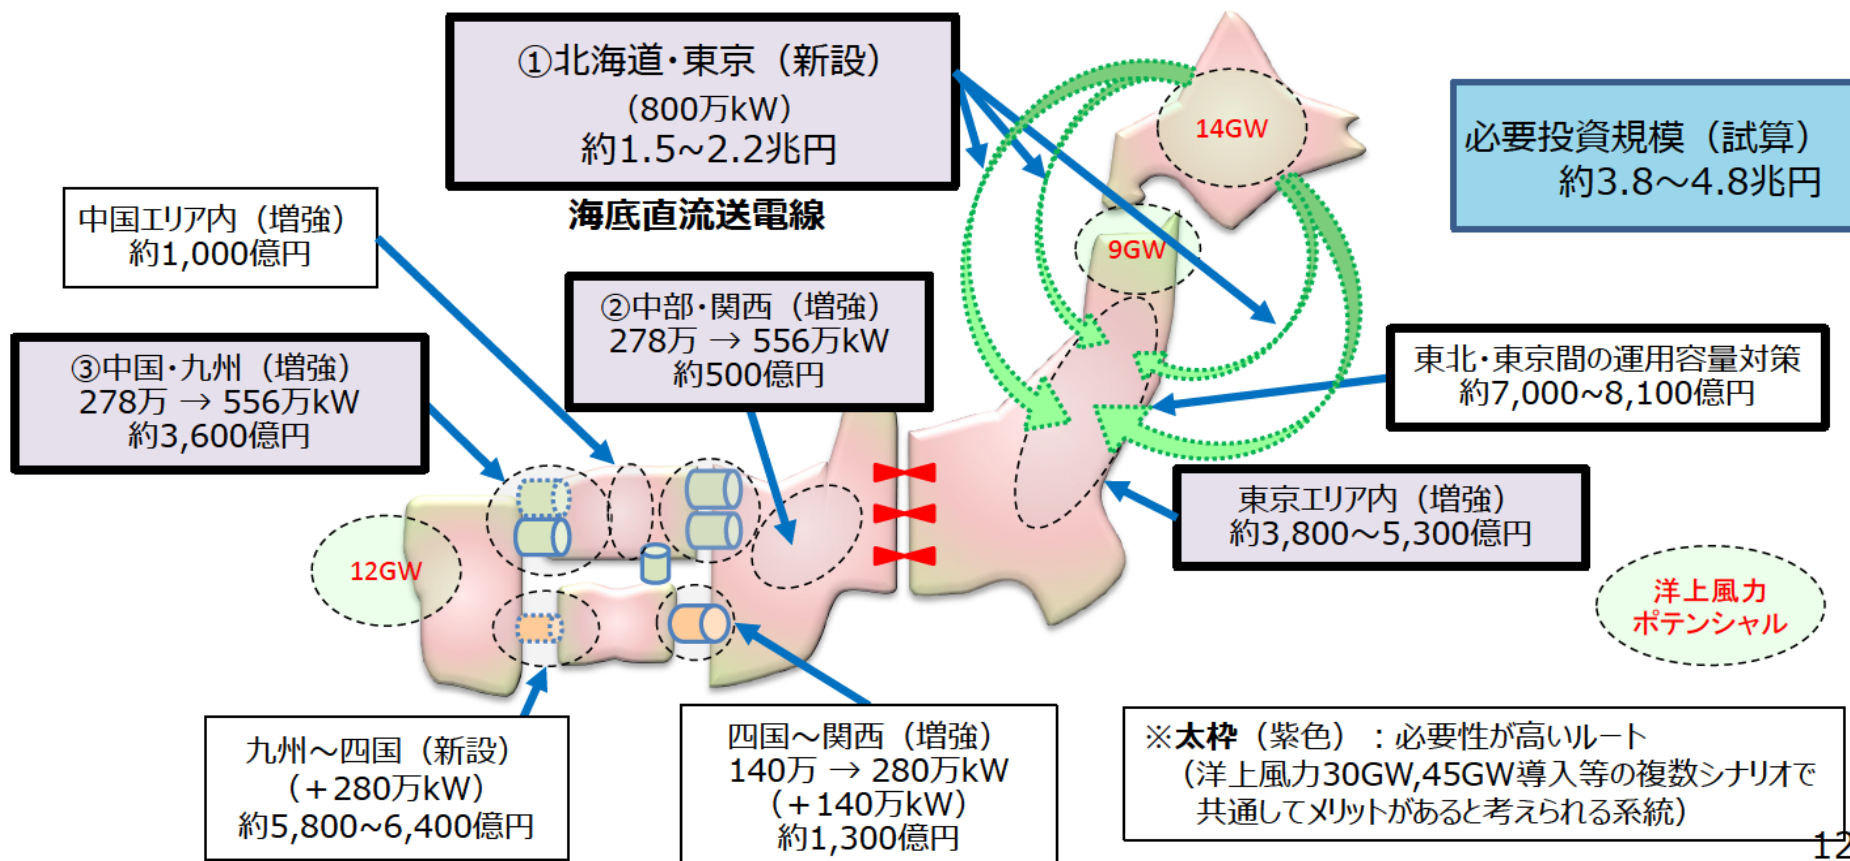 ①北海道・東京（新設）
（800万kW）
約1.5~2.2兆円
海底直流送電線
14GW
必要投資規模（試算）
約3.8～4.8兆円
中国エリア内（増強）
約1,000億円
9GW
②中部・関西（増強）
278万 → 556万kW
約500億円
③中国・九州（増強）
278万 → 556万kW
約3,600億円
東北・東京間の運用容量対策
約7,000~8,100億円
東京エリア内（増強）
約3,800～5,300億円
12GW
洋上風力
ポテンシャル
九州～四国（新設）
（＋280万kW）
約5,800~6,400億円
四国～関西（増強）
140万 → 280万kW
（＋140万kW）
約1,300億円
※太枠（紫色）：必要性が高いルート
（洋上風力30GW,45GW導入等の複数シナリオで
共通してメリットがあると考えられる系統）
12